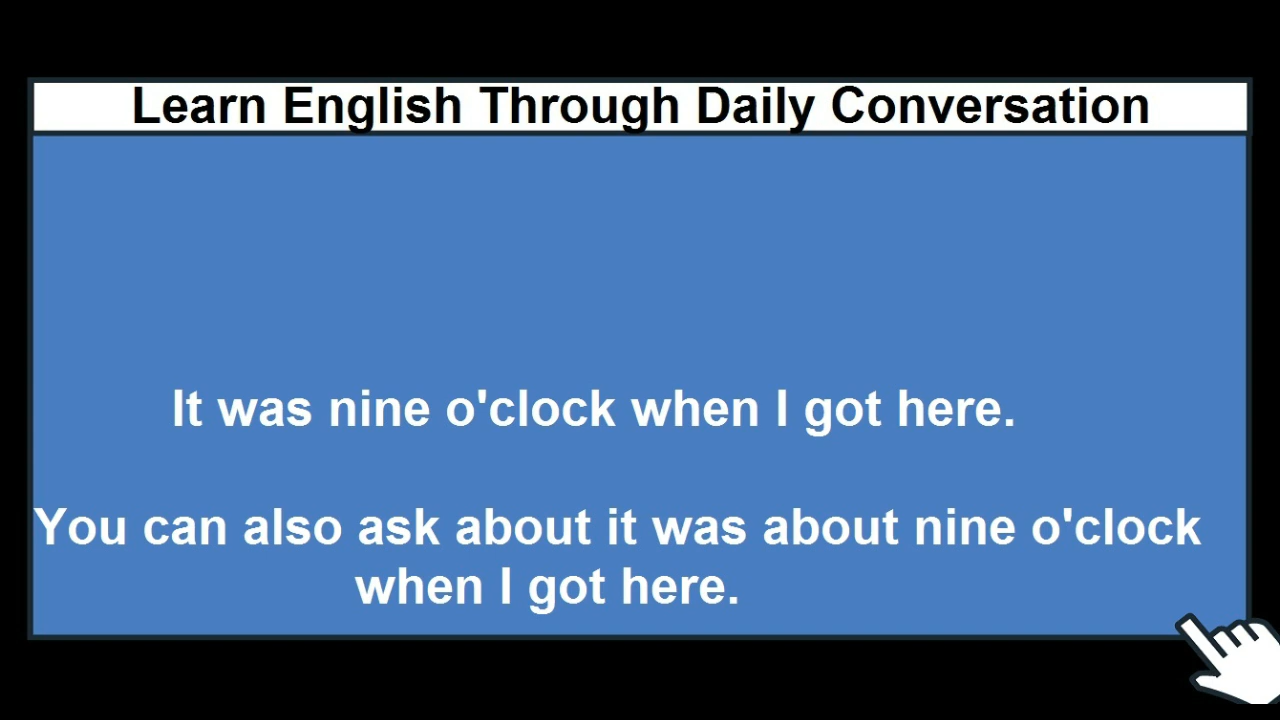 Learn English Through Daily Conversation
It was nine o'clock when I got here.
You can also ask about it was about nine o'clock
when I got here.